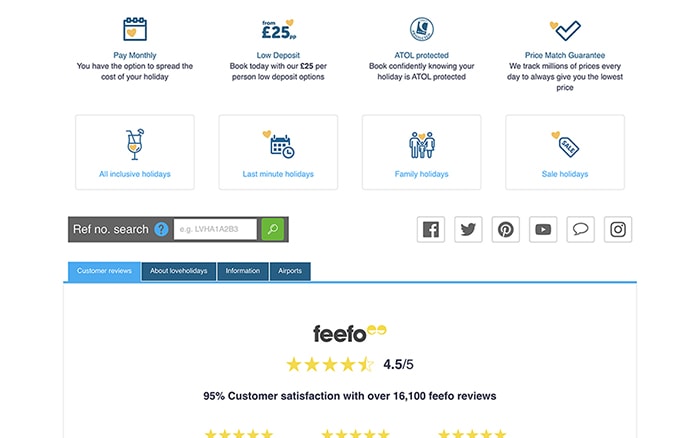 from
£25pp
Pay Monthly
You have the option to spread the
cost of your holiday
Low Deposit
Book today with our £25 per
person low deposit options
ATOL protected
Book confidently knowing your
holiday is ATOL protected
Price Match Guarantee
We track millions of prices every
day to always give you the lowest
price
All inclusive holidays
Last minute holidays
Family holidays
SALE
Sale holidays
Ref no. search ? e.g. LVHA1A2B3
Customer reviews About loveholidays Information Airports
feefo
4.5/5
95% Customer satisfaction with over 16,100 feefo reviews